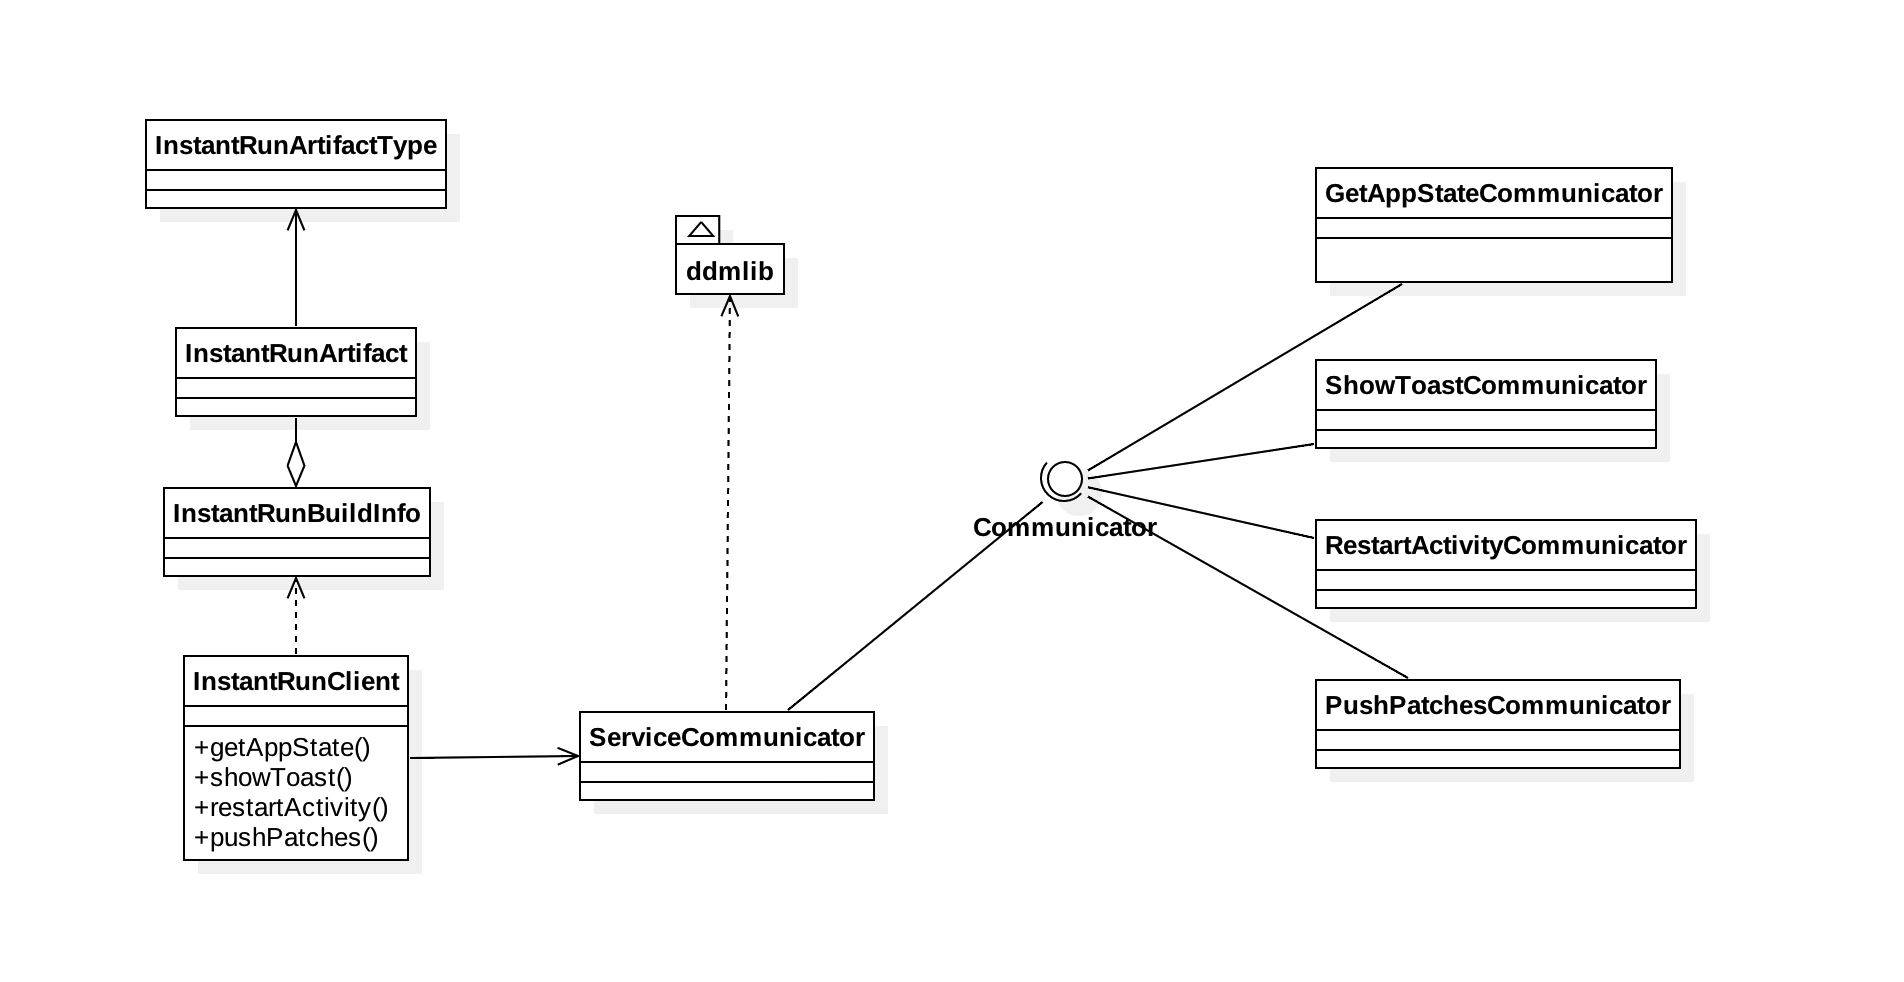 InstantRunArtifactType
InstantRunArtifact
InstantRunBuildInfo
InstantRunClient
+getAppState()
+showToast()
+restartActivity()
+pushPatches()
ddmlib
ServiceCommunicator
Communicator
GetAppStateCommunicator
ShowToastCommunicator
RestartActivityCommunicator
PushPatchesCommunicator